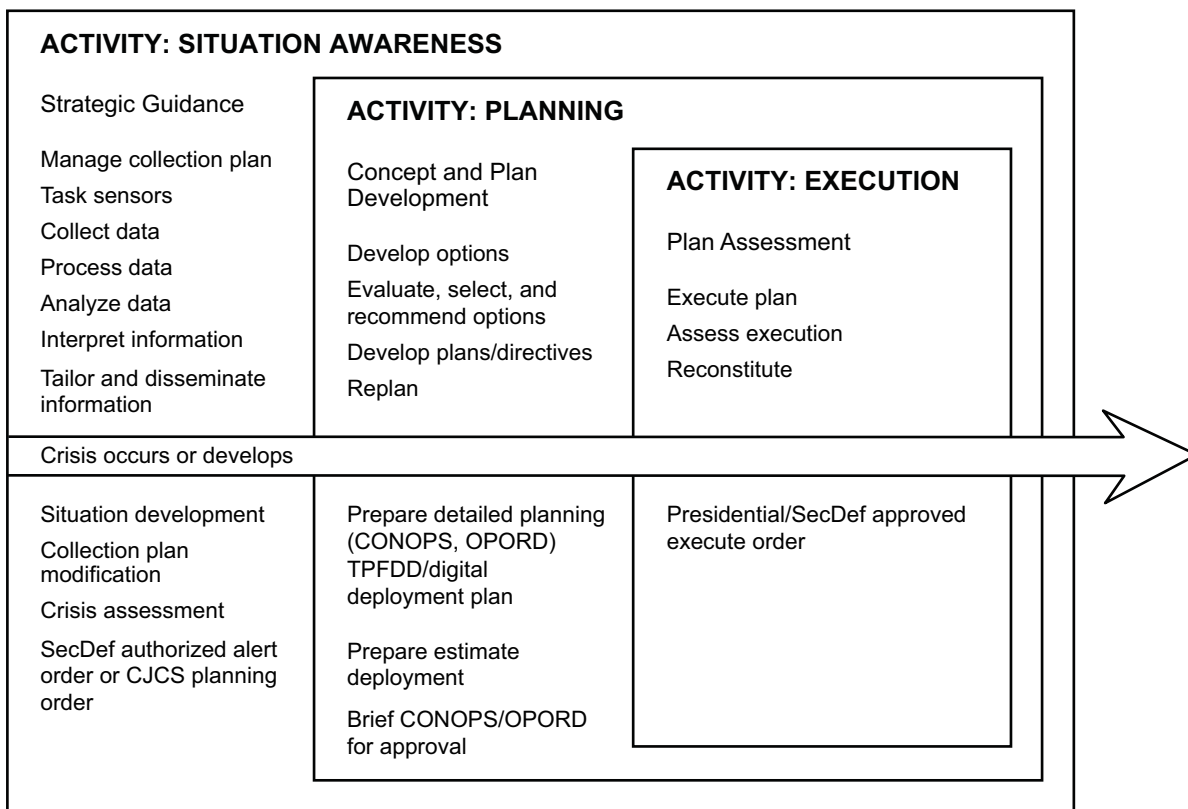 ACTIVITY: SITUATION AWARENESS
Strategic Guidance
Manage collection plan
Task sensors
Collect data
Process data
Analyze data
Interpret information
Tailor and disseminate
information
ACTIVITY: PLANNING
Concept and Plan
Development
Develop options
Evaluate, select, and
recommend options
Develop plans/directives
Replan
ACTIVITY: EXECUTION
Plan Assessment
Execute plan
Assess execution
Reconstitute
Crisis occurs or develops
Situation development
Collection plan
modification
Crisis assessment
SecDef authorized alert
order or CJCS planning
order
Prepare detailed planning
(CONOPS, OPORD)
TPFDD/digital
deployment plan
Prepare estimate
deployment
Brief CONOPS/OPORD
for approval
Presidential/SecDef approved
execute order